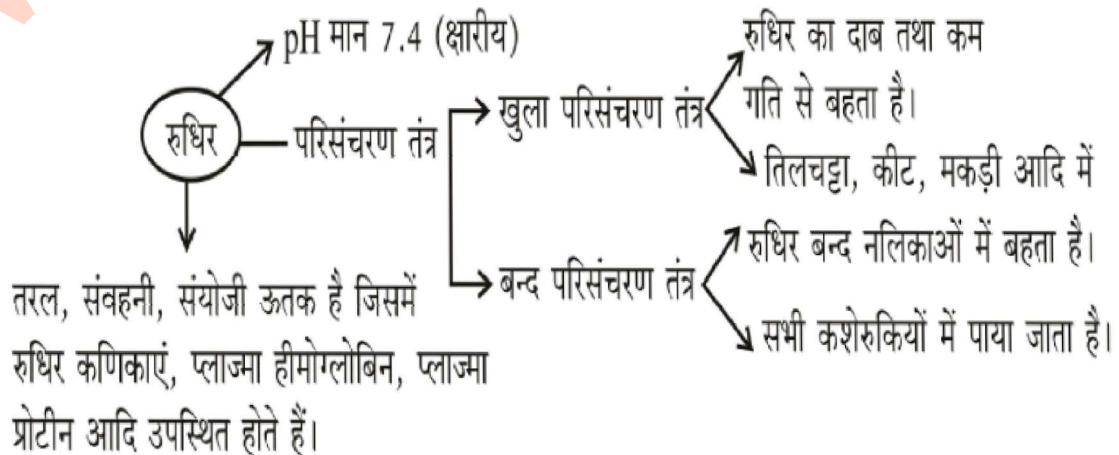 pH मान 7.4 (क्षारीय)
रुधिर
परिसंचरण तंत्र
तरल, संवहनी, संयोजी ऊतक है जिसमें
रुधिर कणिकाएं, प्लाज्मा हीमोग्लोबिन, प्लाज्मा
प्रोटीन आदि उपस्थित होते हैं।
खुला परिसंचरण तंत्र
रुधिर का दाब तथा कम
गति से बहता है।
तिलचट्टा, कीट, मकड़ी आदि में
बन्द परिसंचरण तंत्र
रुधिर बन्द नलिकाओं में बहता है।
सभी कशेरुकियों में पाया जाता है।